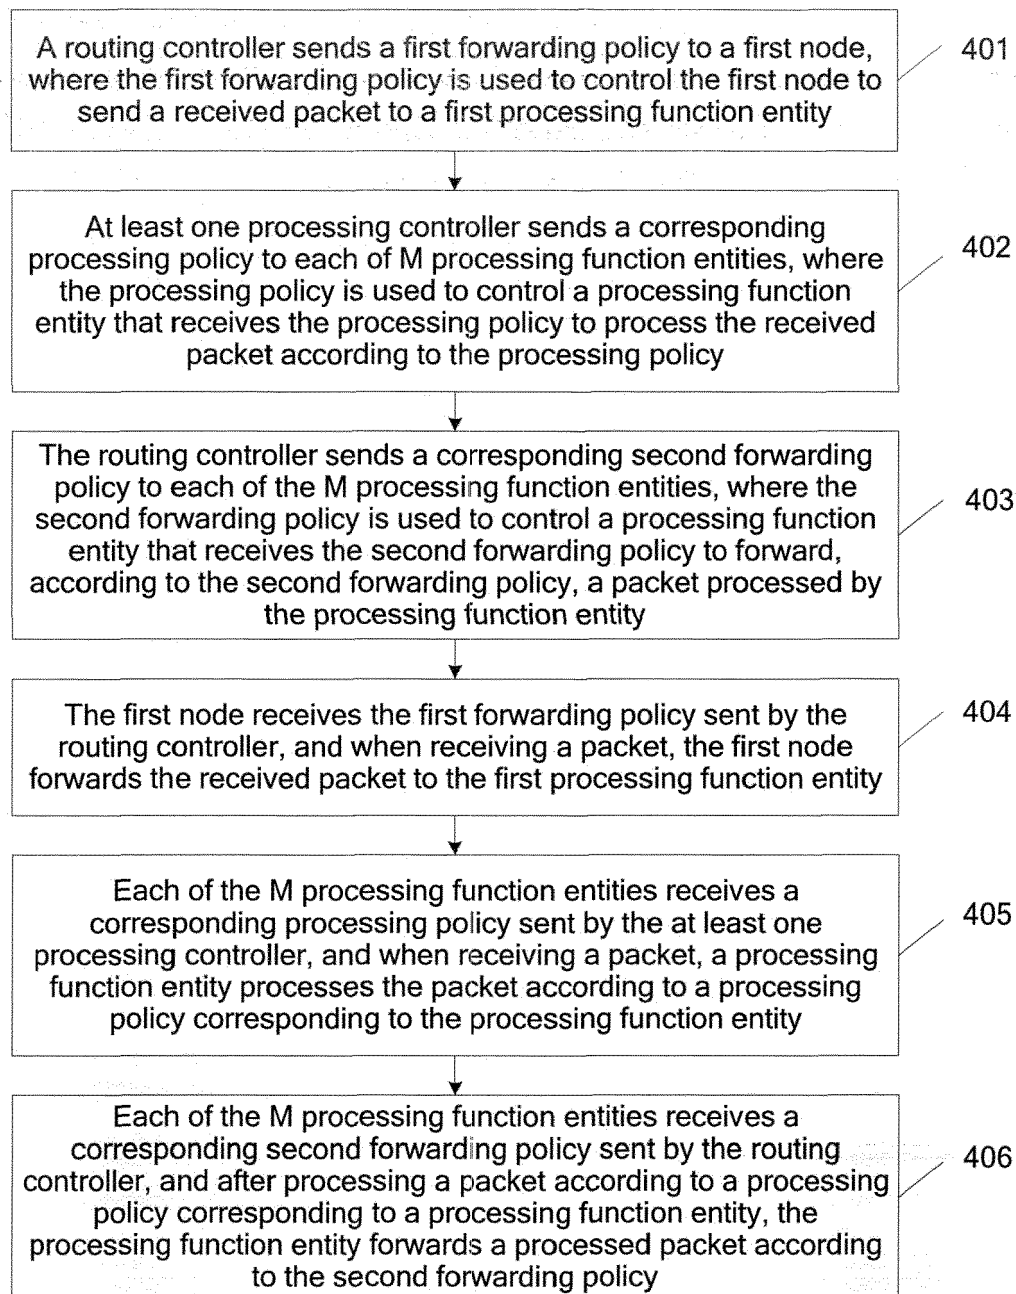 A routing controller sends a first forwarding policy to a first node,
where the first forwarding policy is used to control the first node to
send a received packet to a first processing function entity
401
At least one processing controller sends a corresponding
processing policy to each of M processing function entities, where
the processing policy is used to control a processing function
entity that receives the processing policy to process the received
packet according to the processing policy
402
The routing controller sends a corresponding second forwarding
policy to each of the M processing function entities, where the
second forwarding policy is used to control a processing function
entity that receives the second forwarding policy to forward,
according to the second forwarding policy, a packet processed by
the processing function entity
403
The first node receives the first forwarding policy sent by the
routing controller, and when receiving a packet, the first node
forwards the received packet to the first processing function entity
404
Each of the M processing function entities receives a
corresponding processing policy sent by the at least one
processing controller, and when receiving a packet, a processing
function entity processes the packet according to a processing
policy corresponding to the processing function entity
405
Each of the M processing function entities receives a
corresponding second forwarding policy sent by the routing
controller, and after processing a packet according to a processing
policy corresponding to a processing function entity, the
processing function entity forwards a processed packet according
to the second forwarding policy
406